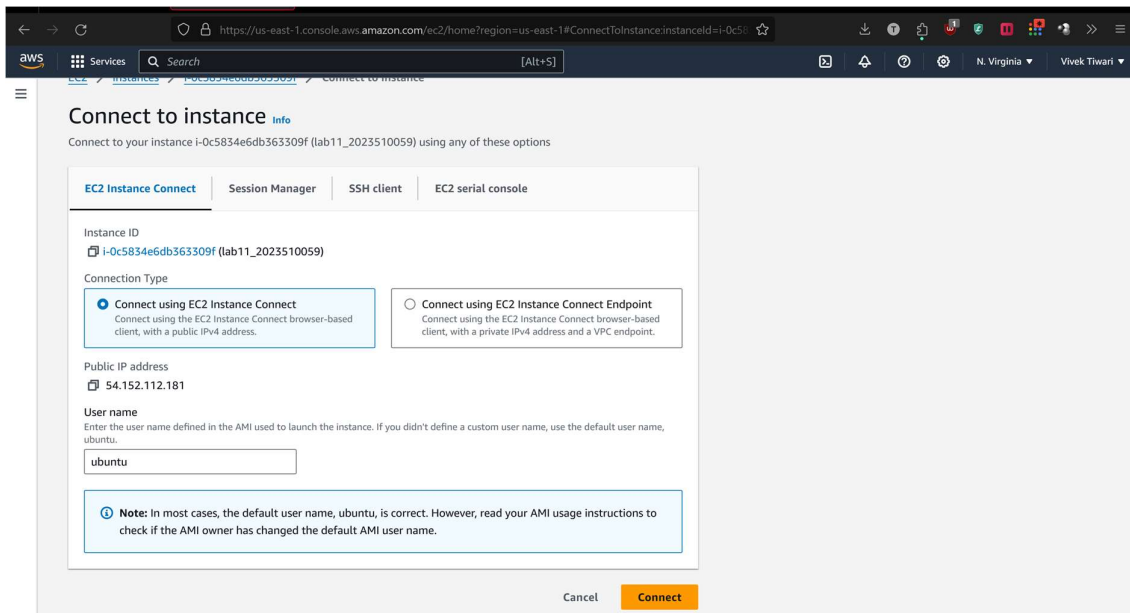 https://us-east-1.console.aws.amazon.com/ec2/home?region=us-east-1#ConnectToInstance:instanceId=i-0c58
aws Services Search [Alt+S] N. Virginia Vivek Tiwari
EC2 > Instances > i-0c5834e6db363309f > Connect to instance
Connect to instance Info
Connect to your instance i-0c5834e6db363309f (lab11_2023510059) using any of these options
EC2 Instance Connect Session Manager SSH client EC2 serial console
Instance ID
i-0c5834e6db363309f (lab11_2023510059)
Connection Type
Connect using EC2 Instance Connect
Connect using the EC2 Instance Connect browser-based
client, with a public IPv4 address.
Connect using EC2 Instance Connect Endpoint
Connect using the EC2 Instance Connect browser-based
client, with a private IPv4 address and a VPC endpoint.
Public IP address
54.152.112.181
User name
Enter the user name defined in the AMI used to launch the instance. If you didn't define a custom user name, use the default user name,
ubuntu.
ubuntu
Note: In most cases, the default user name, ubuntu, is correct. However, read your AMI usage instructions to
check if the AMI owner has changed the default AMI user name.
Cancel Connect